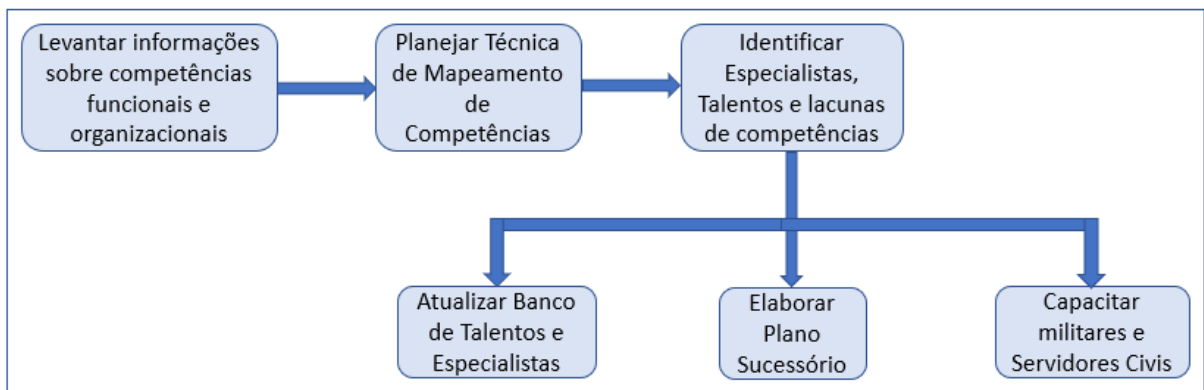 Levantar informações
sobre competências
funcionais e
organizacionais
Planejar Técnica
de Mapeamento
de
Competências
Identificar
Especialistas,
Talentos e lacunas
de competências
Atualizar Banco
de Talentos e
Especialistas
Elaborar
Plano
Sucessório
Capacitar
militares e
Servidores Civis